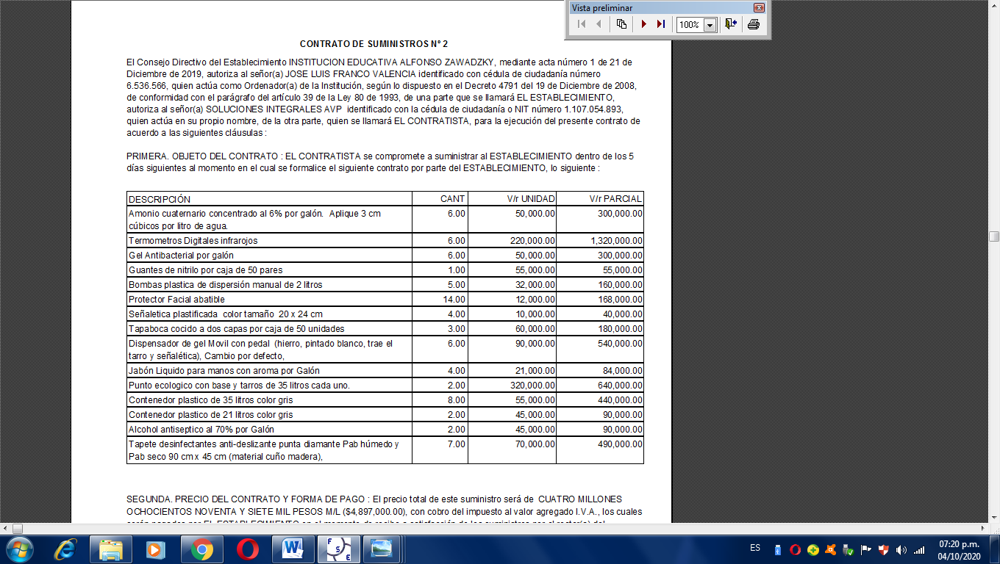 Vista preliminar
100%
CONTRATO DE SUMINISTROS Nº 2
El Consejo Directivo del Establecimiento INSTITUCION EDUCATIVA ALFONSO ZAWADZKY, mediante acta número 1 de 21 de
Diciembre de 2019, autoriza al señor(a) JOSE LUIS FRANCO VALENCIA identificado con cédula de ciudadanía número
6.536.566, quien actúa como Ordenador(a) de la Institución, según lo dispuesto en el Decreto 4791 del 19 de Diciembre de 2008,
de conformidad con el parágrafo del artículo 39 de la Ley 80 de 1993, de una parte que se llamará EL ESTABLECIMIENTO,
autoriza al señor(a) SOLUCIONES INTEGRALES AVP identificado con la cédula de ciudadanía o NIT número 1.107.054.893,
quien actúa en su propio nombre, de la otra parte, quien se llamará EL CONTRATISTA, para la ejecución del presente contrato de
acuerdo a las siguientes cláusulas :
PRIMERA. OBJETO DEL CONTRATO : EL CONTRATISTA se compromete a suministrar al ESTABLECIMIENTO dentro de los 5
días siguientes al momento en el cual se formalice el siguiente contrato por parte del ESTABLECIMIENTO, lo siguiente :
DESCRIPCIÓN CANT V/r UNIDAD V/r PARCIAL
Amonio cuaternario concentrado al 6% por galón. Aplique 3 cm 6.00 50,000.00 300,000.00
cúbicos por litro de agua.
Termometros Digitales infrarojos 6.00 220,000.00 1,320,000.00
Gel Antibacterial por galón 6.00 50,000.00 300,000.00
Guantes de nitrilo por caja de 50 pares 1.00 55,000.00 55,000.00
Bombas plastica de dispersión manual de 2 litros 5.00 32,000.00 160,000.00
Protector Facial abatible 14.00 12,000.00 168,000.00
Señaletica plastificada color tamaño 20 x 24 cm 4.00 10,000.00 40,000.00
Tapaboca cocido a dos capas por caja de 50 unidades 3.00 60,000.00 180,000.00
Dispensador de gel Movil con pedal (hierro, pintado blanco, trae el 6.00 90,000.00 540,000.00
tarro y señalética), Cambio por defecto,
Jabón Liquido para manos con aroma por Galón 4.00 21,000.00 84,000.00
Punto ecologico con base y tarros de 35 litros cada uno. 2.00 320,000.00 640,000.00
Contenedor plastico de 35 litros color gris 8.00 55,000.00 440,000.00
Contenedor plastico de 21 litros color gris 2.00 45,000.00 90,000.00
Alcohol antiseptico al 70% por Galón 2.00 45,000.00 90,000.00
Tapete desinfectantes anti-deslizante punta diamante Pab húmedo y 7.00 70,000.00 490,000.00
Pab seco 90 cm x 45 cm (material cuño madera),
SEGUNDA. PRECIO DEL CONTRATO Y FORMA DE PAGO : El precio total de este suministro será de CUATRO MILLONES
OCHOCIENTOS NOVENTA Y SIETE MIL PESOS M/L ($4,897,000.00), con cobro del impuesto al valor agregado I.V.A., los cuales
ES
07:20 p.m.
04/10/2020